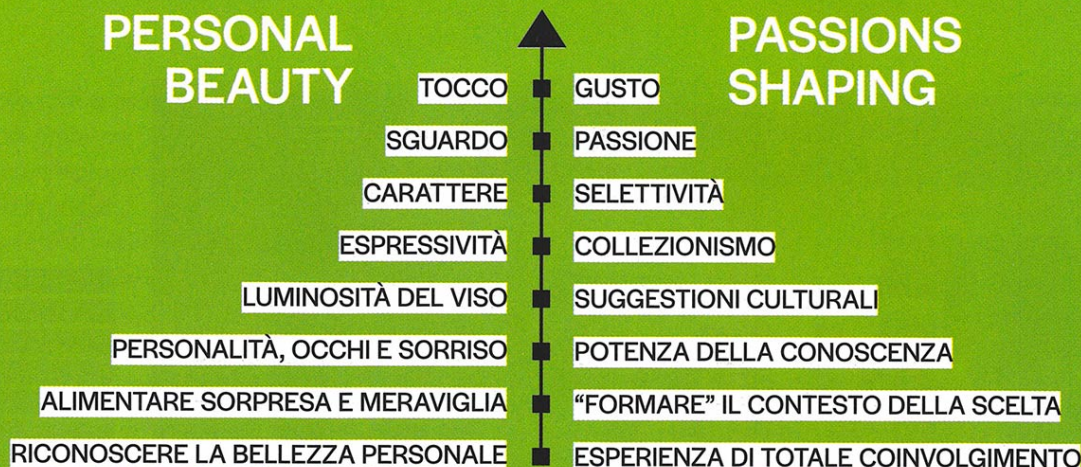 PERSONAL
BEAUTY
PASSIONS
SHAPING
TOCCO
GUSTO
SGUARDO
PASSIONE
CARATTERE
SELETTIVITÀ
ESPRESSIVITÀ
COLLEZIONISMO
LUMINOSITÀ DEL VISO
SUGGESTIONI CULTURALI
PERSONALITÀ, OCCHI E SORRISO
POTENZA DELLA CONOSCENZA
ALIMENTARE SORPRESA E MERAVIGLIA
“FORMARE” IL CONTESTO DELLA SCELTA
RICONOSCERE LA BELLEZZA PERSONALE
ESPERIENZA DI TOTALE COINVOLGIMENTO